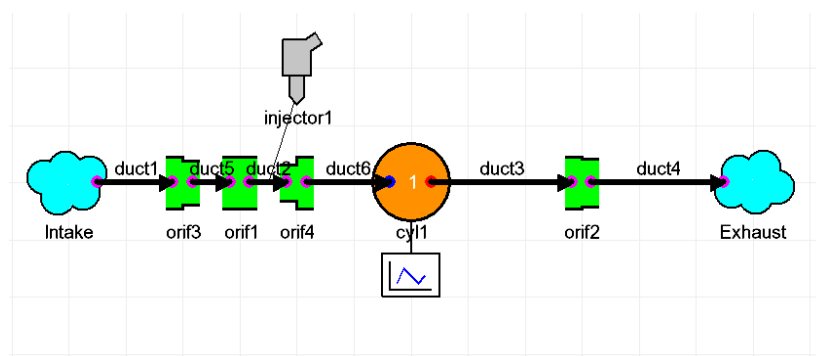 injector1
duct1
duct5
duct2
duct6
1
duct3
duct4
Intake
orif3
orif1
orif4
cyl1
orif2
Exhaust